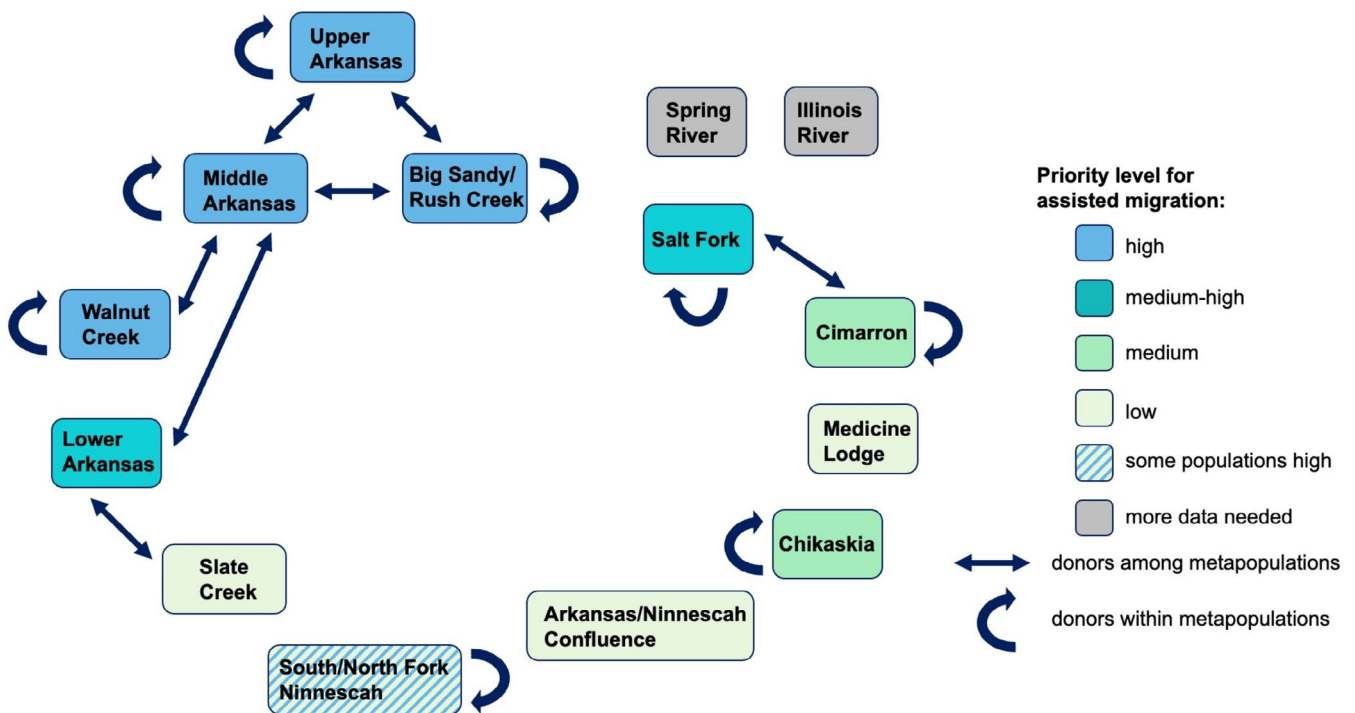 Upper
Arkansas
Spring
River
Illinois
River
Middle
Arkansas
Big Sandy/
Rush Creek
Salt Fork
Walnut
Creek
Cimarron
Lower
Arkansas
Medicine
Lodge
Slate
Creek
Chikaskia
Arkansas/Ninnescah
Confluence
South/North Fork
Ninnescah
Priority level for
assisted migration:
high
medium-high
medium
low
some populations high
more data needed
donors among metapopulations
donors within metapopulations